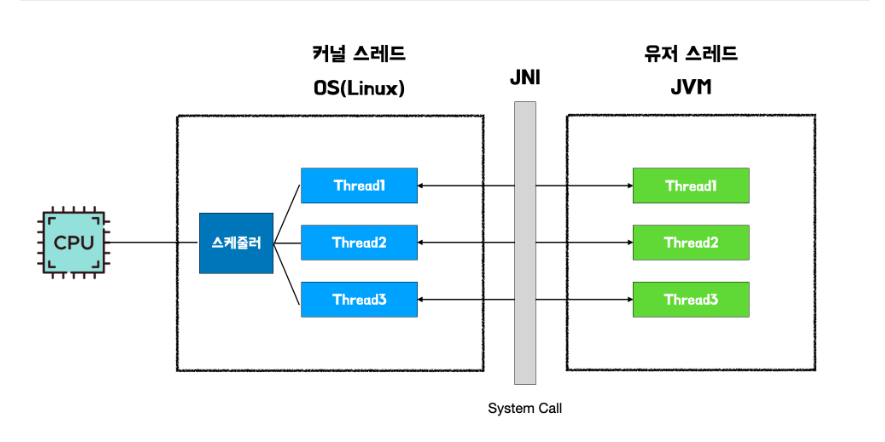 커널 스레드
OS(Linux)
JNI
유저 스레드
JVM
CPU
스케줄러
Thread1
Thread2
Thread3
Thread1
Thread2
Thread3
System Call